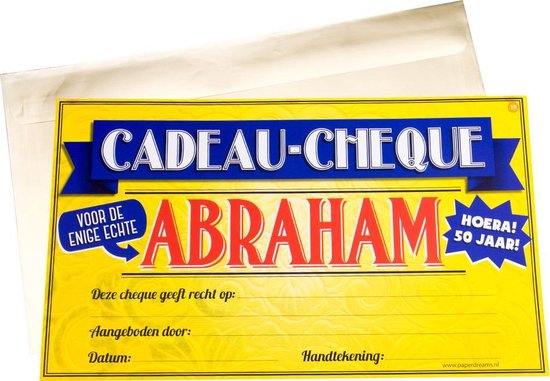 CADEAU-CHEQUE
VOOR DE
ENIGE ECHTE
ABRAHAM
HOERA!
50 JAAR!
Deze cheque geeft recht op:
Aangeboden door:
Datum:
Handtekening:
www.paperdreams.nl